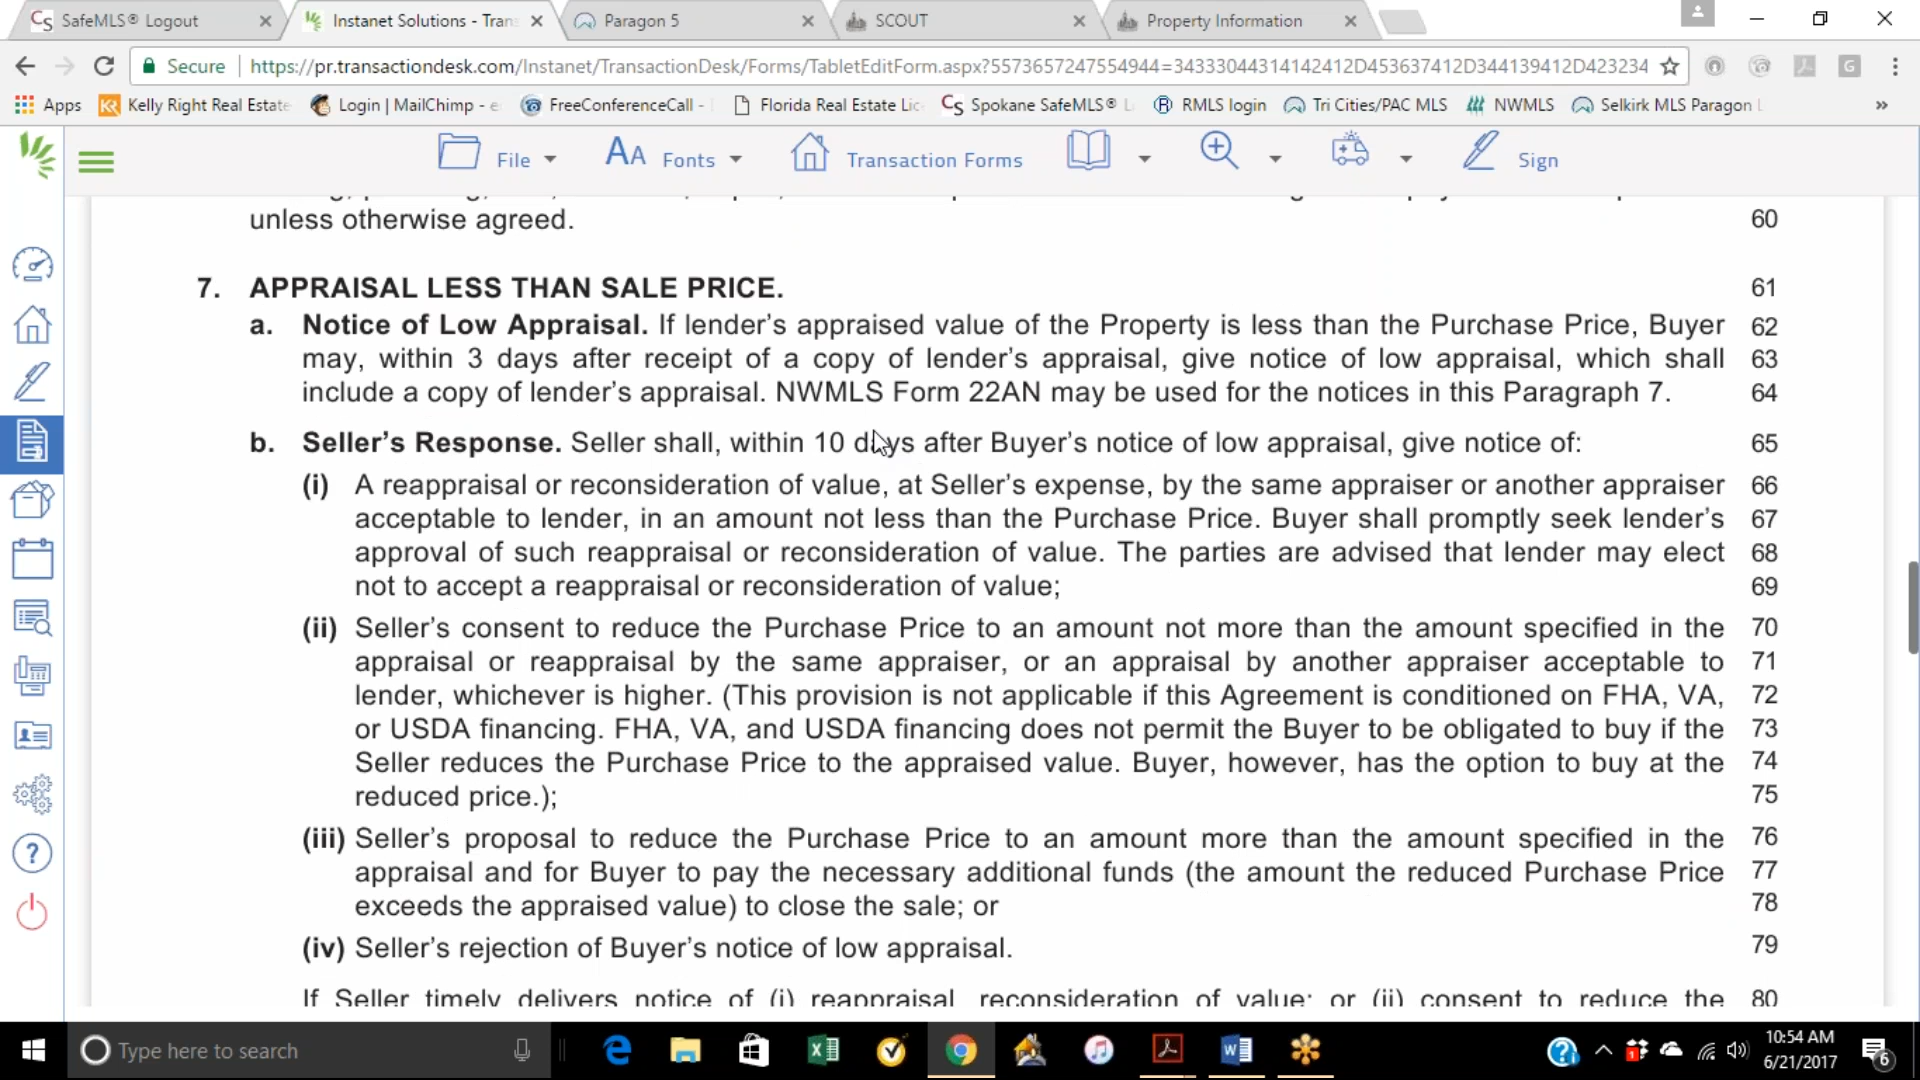 SafeMLS® Logout
Instanet Solutions - Tran
Paragon 5
SCOUT
Property Information
Secure
https://pr.transactiondesk.com/Instanet/TransactionDesk/Forms/TabletEditForm.aspx?5573657247554944=34333044314142412D453637412D344139412D423234
Apps
Kelly Right Real Estate
Login | MailChimp - e
FreeConferenceCall -
Florida Real Estate Lic
Spokane SafeMLS® L
RMLS login
Tri Cities/PAC MLS
NWMLS
Selkirk MLS Paragon
»
File
Fonts
Transaction Forms
Sign
unless otherwise agreed. 60
7. APPRAISAL LESS THAN SALE PRICE. 61
a. Notice of Low Appraisal. If lender's appraised value of the Property is less than the Purchase Price, Buyer 62
may, within 3 days after receipt of a copy of lender's appraisal, give notice of low appraisal, which shall 63
include a copy of lender's appraisal. NWMLS Form 22AN may be used for the notices in this Paragraph 7. 64
b. Seller's Response. Seller shall, within 10 days after Buyer's notice of low appraisal, give notice of: 65
(i) A reappraisal or reconsideration of value, at Seller's expense, by the same appraiser or another appraiser 66
acceptable to lender, in an amount not less than the Purchase Price. Buyer shall promptly seek lender's 67
approval of such reappraisal or reconsideration of value. The parties are advised that lender may elect 68
not to accept a reappraisal or reconsideration of value; 69
(ii) Seller's consent to reduce the Purchase Price to an amount not more than the amount specified in the 70
appraisal or reappraisal by the same appraiser, or an appraisal by another appraiser acceptable to 71
lender, whichever is higher. (This provision is not applicable if this Agreement is conditioned on FHA, VA, 72
or USDA financing. FHA, VA, and USDA financing does not permit the Buyer to be obligated to buy if the 73
Seller reduces the Purchase Price to the appraised value. Buyer, however, has the option to buy at the 74
reduced price.); 75
(iii) Seller's proposal to reduce the Purchase Price to an amount more than the amount specified in the 76
appraisal and for Buyer to pay the necessary additional funds (the amount the reduced Purchase Price 77
exceeds the appraised value) to close the sale; or 78
(iv) Seller's rejection of Buyer's notice of low appraisal. 79
If Seller timely delivers notice of (i) reappraisal, reconsideration of value; or (ii) consent to reduce the 80
Type here to search
10:54 AM
6/21/2017
6